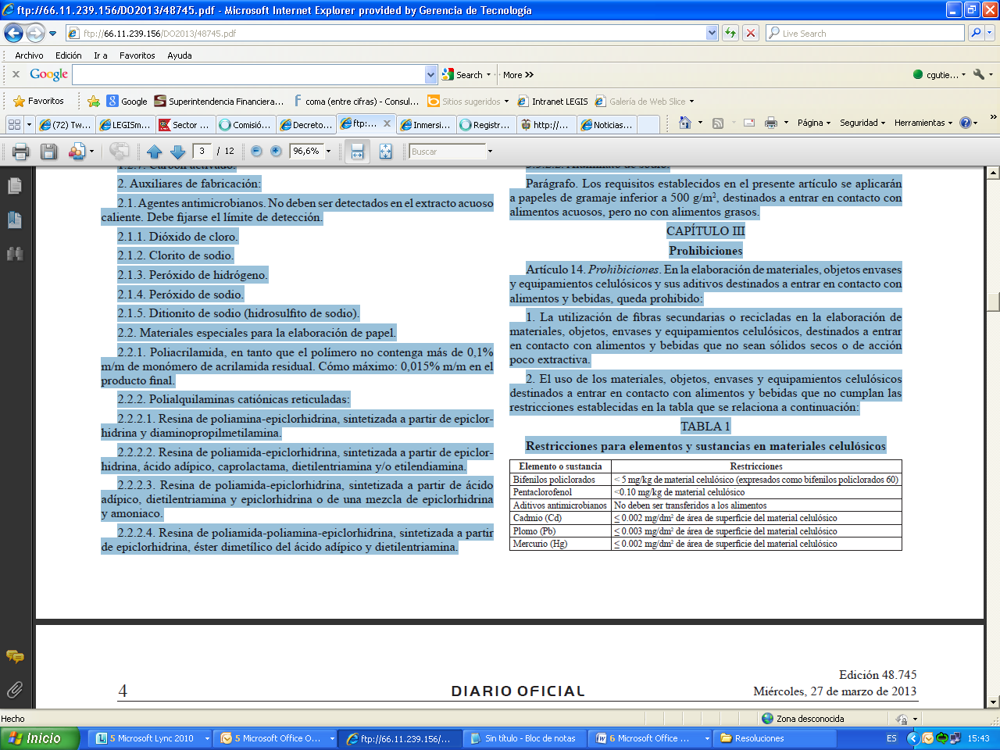 ftp://66.11.239.156/DO2013/48745.pdf - Microsoft Internet Explorer provided by Gerencia de Tecnología
ftp://66.11.239.156/DO2013/48745.pdf
Live Search
Archivo Edición Ir a Favoritos Ayuda
x Google Search More » cgutie...
Favoritos Google Superintendencia Financiera... coma (entre cifras) - Consul... Sitios sugeridos Intranet LEGIS Galería de Web Slice
(72) Tw... LEGISm... Sector ... Comisió... Decreto... ftp:... Inmersi... Registr... http://... Noticias... Página Seguridad Herramientas
3 / 12 96,6% Buscar
1.2.7. Carbón activado.
2. Auxiliares de fabricación:
2.1. Agentes antimicrobianos. No deben ser detectados en el extracto acuoso
caliente. Debe fijarse el límite de detección.
2.1.1. Dióxido de cloro.
2.1.2. Clorito de sodio.
2.1.3. Peróxido de hidrógeno.
2.1.4. Peróxido de sodio.
2.1.5. Ditionito de sodio (hidrosulfito de sodio).
2.2. Materiales especiales para la elaboración de papel.
2.2.1. Poliacrilamida, en tanto que el polímero no contenga más de 0,1%
m/m de monómero de acrilamida residual. Cómo máximo: 0,015% m/m en el
producto final.
2.2.2. Polialquilaminas catiónicas reticuladas:
2.2.2.1. Resina de poliamina-epiclorhidrina, sintetizada a partir de epiclor-
hidrina y diaminopropilmetilamina.
2.2.2.2. Resina de poliamida-epiclorhidrina, sintetizada a partir de epiclor-
hidrina, ácido adípico, caprolactama, dietilentriamina y/o etilendiamina.
2.2.2.3. Resina de poliamida-epiclorhidrina, sintetizada a partir de ácido
adípico, dietilentriamina y epiclorhidrina o de una mezcla de epiclorhidrina
y amoniaco.
2.2.2.4. Resina de poliamida-poliamina-epiclorhidrina, sintetizada a partir
de epiclorhidrina, éster dimetílico del ácido adípico y dietilentriamina.
Aluminato de sodio.
Parágrafo. Los requisitos establecidos en el presente artículo se aplicarán
a papeles de gramaje inferior a 500 g/m², destinados a entrar en contacto con
alimentos acuosos, pero no con alimentos grasos.
CAPÍTULO III
Prohibiciones
Artículo 14. Prohibiciones. En la elaboración de materiales, objetos envases
y equipamientos celulósicos y sus aditivos destinados a entrar en contacto con
alimentos y bebidas, queda prohibido:
1. La utilización de fibras secundarias o recicladas en la elaboración de
materiales, objetos, envases y equipamientos celulósicos, destinados a entrar
en contacto con alimentos y bebidas que no sean sólidos secos o de acción
poco extractiva.
2. El uso de los materiales, objetos, envases y equipamientos celulósicos
destinados a entrar en contacto con alimentos y bebidas que no cumplan las
restricciones establecidas en la tabla que se relaciona a continuación:
TABLA 1
Restricciones para elementos y sustancias en materiales celulósicos
Elemento o sustancia Restricciones
Bifenilos policlorados < 5 mg/kg de material celulósico (expresados como bifenilos policlorados 60)
Pentaclorofenol <0.10 mg/kg de material celulósico
Aditivos antimicrobianos No deben ser transferidos a los alimentos
Cadmio (Cd) ≤ 0.002 mg/dm² de área de superficie del material celulósico
Plomo (Pb) ≤ 0.003 mg/dm² de área de superficie del material celulósico
Mercurio (Hg) ≤ 0.002 mg/dm² de área de superficie del material celulósico
Edición 48.745
4 DIARIO OFICIAL Miércoles, 27 de marzo de 2013
Hecho Zona desconocida
Inicio 5 Microsoft Lync 2010 5 Microsoft Office O... ftp://66.11.239.156/... Sin título - Bloc de notas 6 Microsoft Office ... Resoluciones ES 15:43